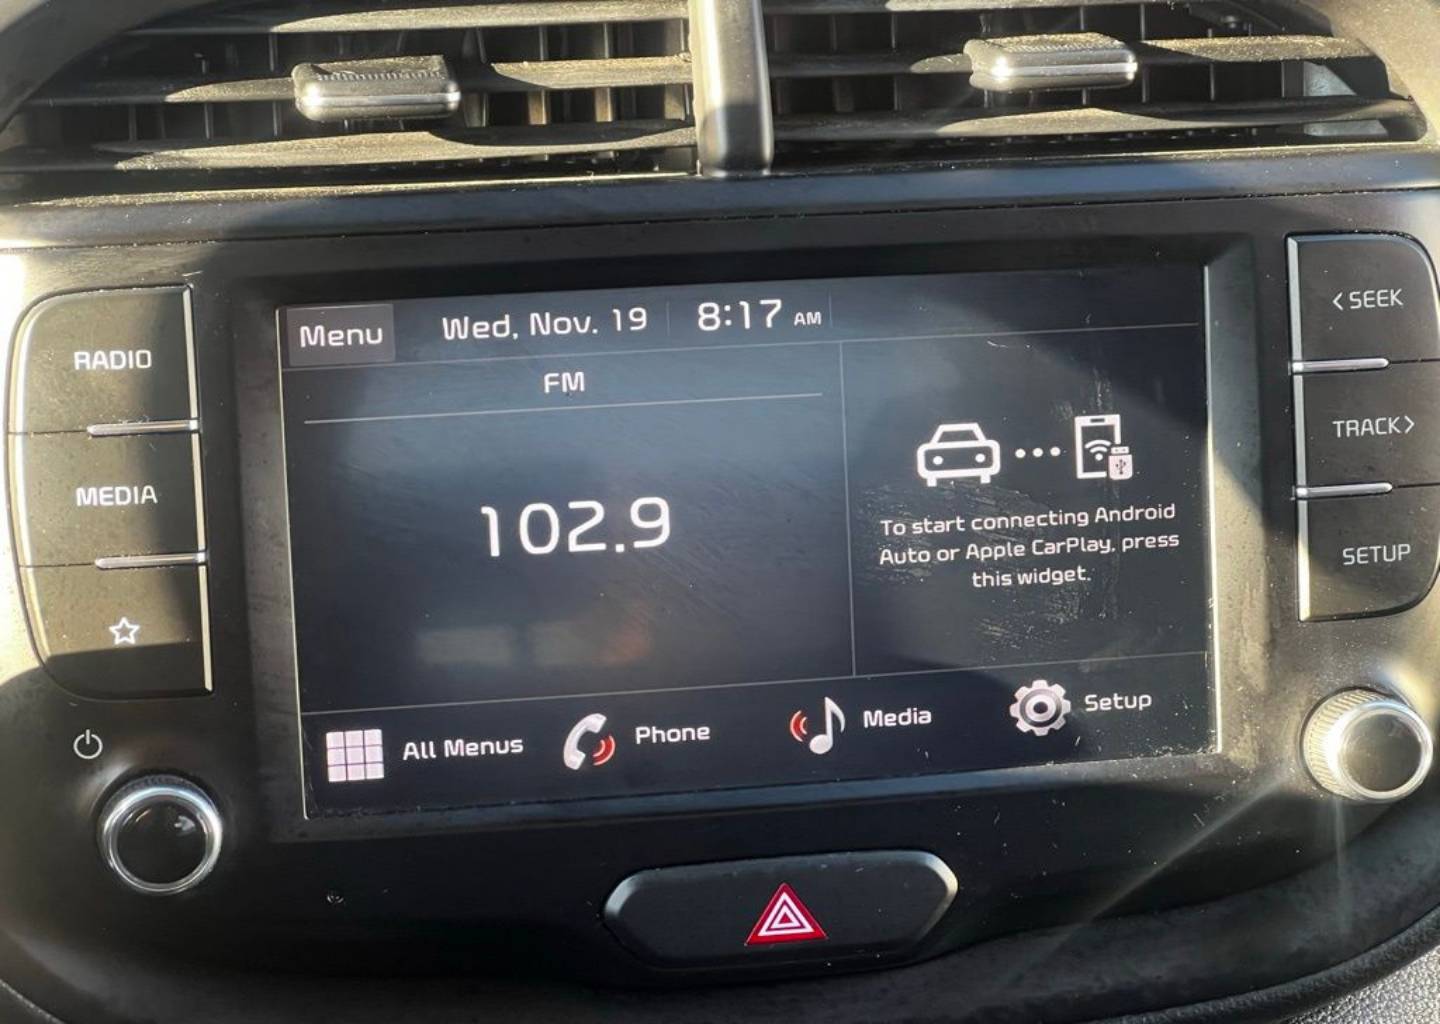 < SEEK
RADIO
Menu
Wed, Nov. 19
8:17 AM
FM
TRACK >
MEDIA
102.9
To start connecting Android
Auto or Apple CarPlay, press
this widget.
SETUP
All Menus
Phone
Media
Setup